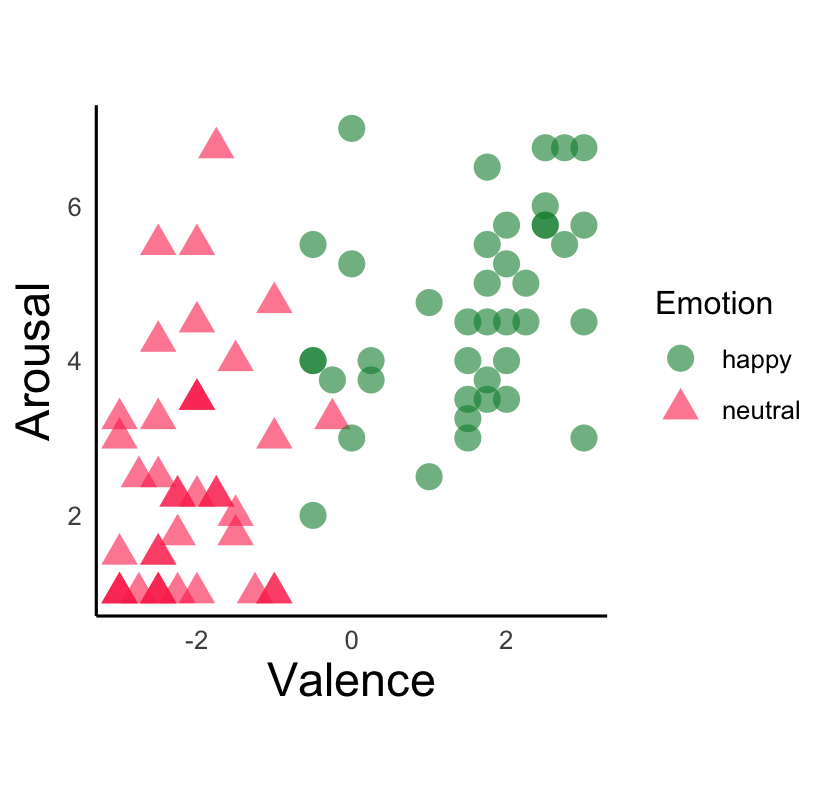 6
4
2
Arousal
-2 0 2
Valence
Emotion
happy
neutral